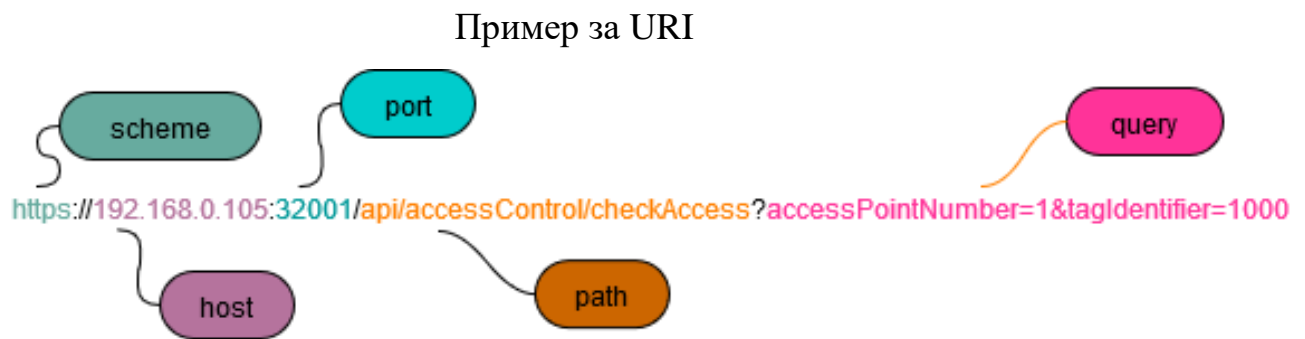 Пример за URI
scheme
port
query
https://192.168.0.105:32001/api/accessControl/checkAccess?accessPointNumber=1&tagIdentifier=1000
host
path